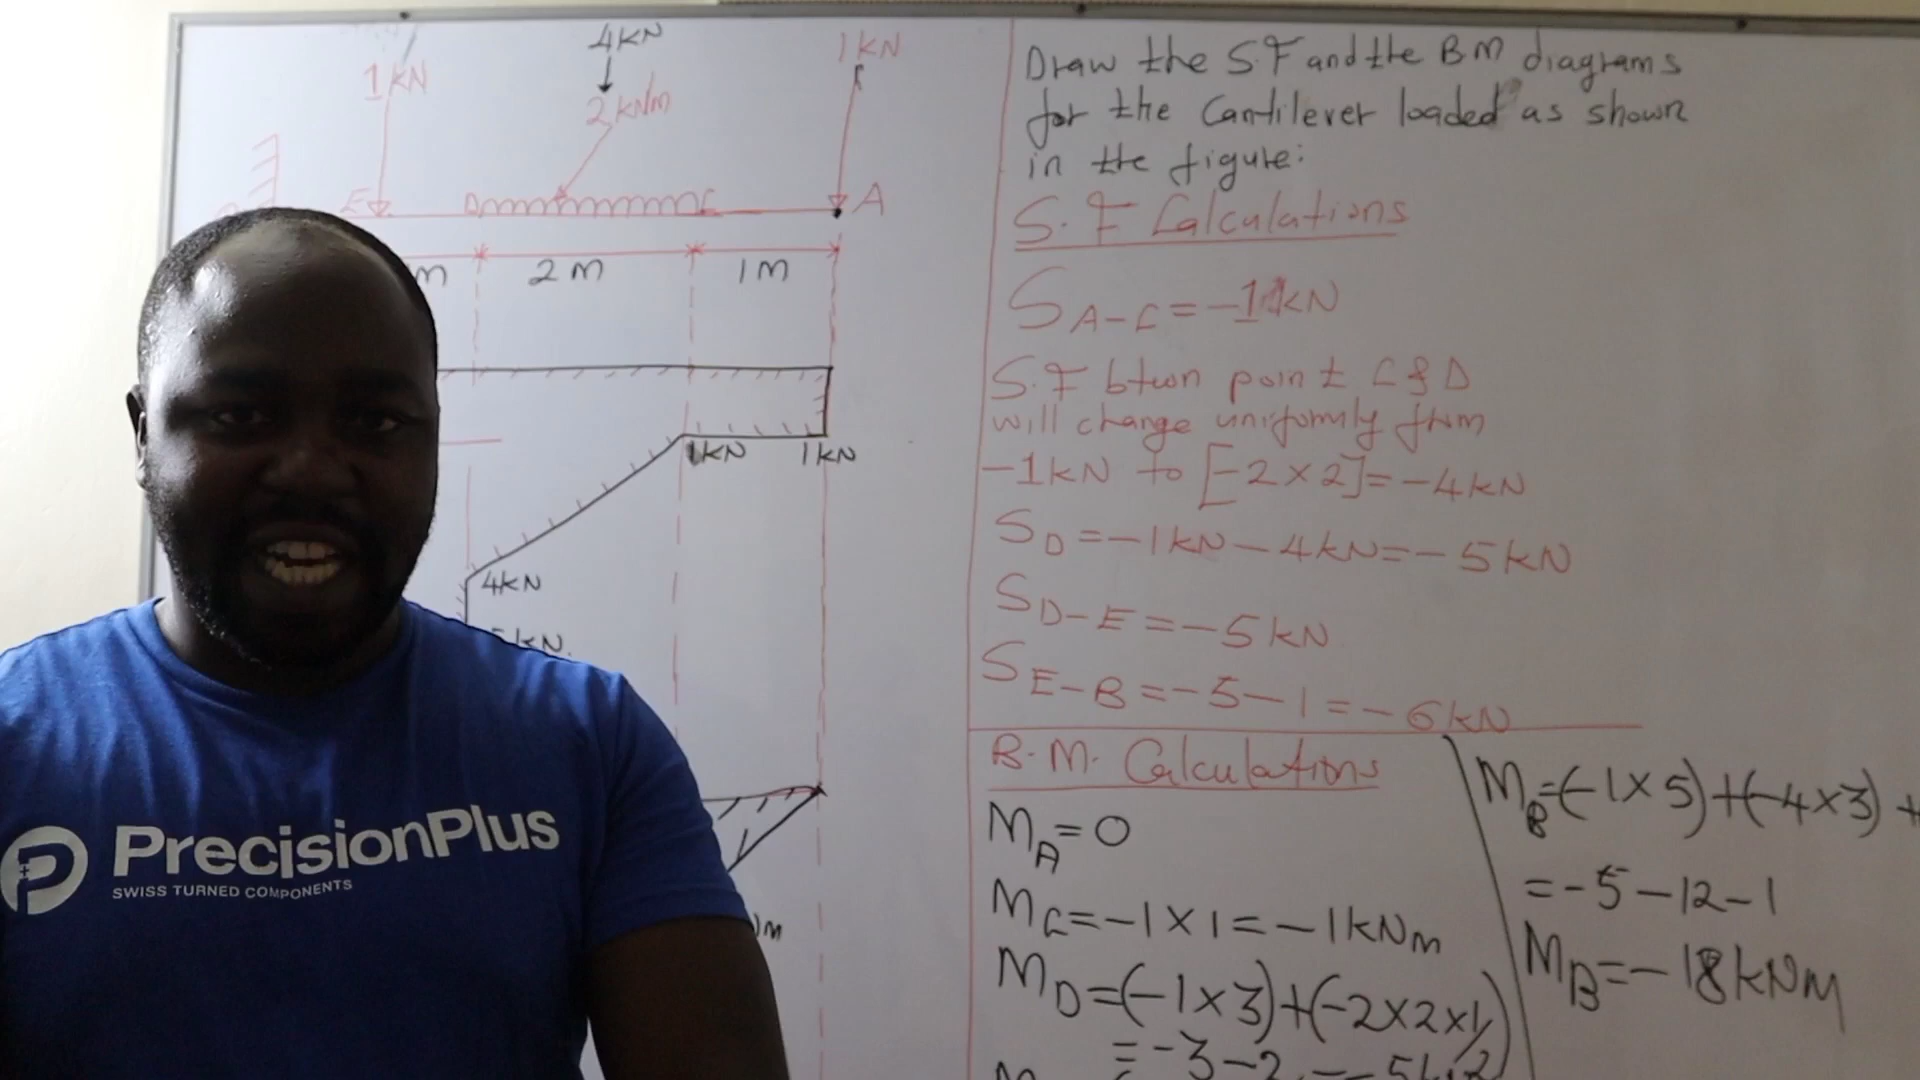 4KN
1KN
2KNm
1KN
E
D
C
A
m
2M
1M
1KN
1KN
4KN
5KN.
Draw the S.F and the BM diagrams
for the Cantilever loaded as shown
in the figure:
S.F Calculations
S A-C = -1KN
S.F btwn point C & D
will change uniformly from
-1KN to [-2×2] = -4KN
S D = -1KN - 4KN = -5KN
S D-E = -5KN
S E-B = -5-1 = -6KN
B.M. Calculations
M A = 0
M C = -1×1 = -1KNm
M D = (-1×3)+(-2×2×1/2)
= -3-2
M B = (-1×5)+(-4×3)+
= -5-12-1
M B = -18KNm
PrecisionPlus
SWISS TURNED COMPONENTS